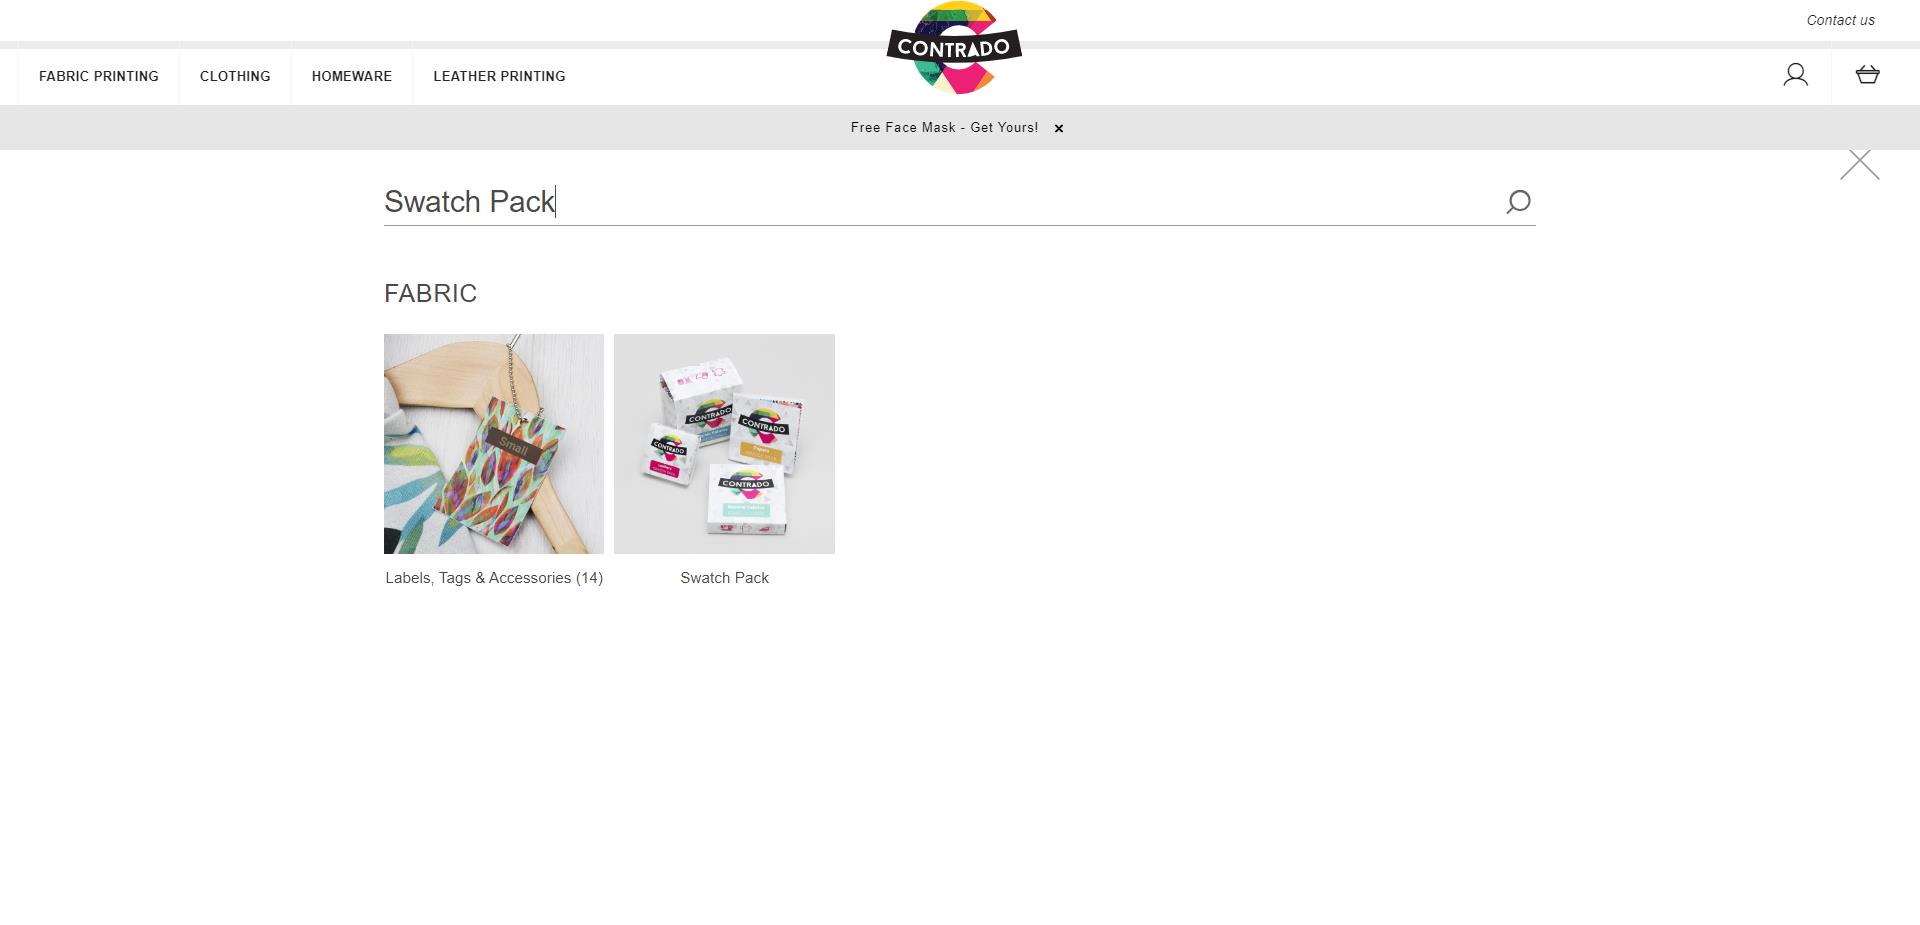 Contact us
CONTRADO
FABRIC PRINTING
CLOTHING
HOMEWARE
LEATHER PRINTING
Free Face Mask - Get Yours!
Swatch Pack
FABRIC
Small
CONTRADO
CONTRADO
CONTRADO
CONTRADO
Labels, Tags & Accessories (14)
Swatch Pack